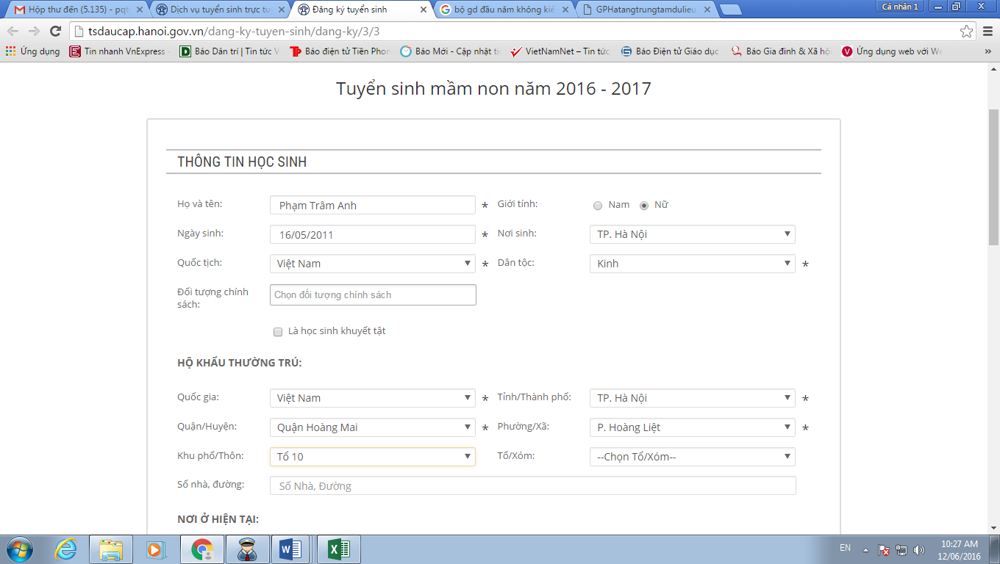 Hộp thư đến (5.135) - pqt
Dịch vụ tuyển sinh trực tu
Đăng ký tuyển sinh
bộ gd đầu năm không kiể
GPHatangtrungtamdulieu
Cá nhân 1
tsdaucap.hanoi.gov.vn/dang-ky-tuyen-sinh/dang-ky/3/3
Ứng dụng
Tin nhanh VnExpress -
Báo Dân trí | Tin tức V
Báo điện tử Tiền Phon
Báo Mới - Cập nhật ti
VietNamNet – Tin tức,
Báo Điện tử Giáo dục
Báo Gia đình & Xã hộ
Ứng dụng web với We
»
Tuyển sinh mầm non năm 2016 - 2017
THÔNG TIN HỌC SINH
Họ và tên: Phạm Trâm Anh * Giới tính: Nam Nữ
Ngày sinh: 16/05/2011 * Nơi sinh: TP. Hà Nội
Quốc tịch: Việt Nam * Dân tộc: Kinh *
Đối tượng chính
sách:
Chọn đối tượng chính sách
Là học sinh khuyết tật
HỘ KHẨU THƯỜNG TRÚ:
Quốc gia: Việt Nam * Tỉnh/Thành phố: TP. Hà Nội *
Quận/Huyện: Quận Hoàng Mai * Phường/Xã: P. Hoàng Liệt *
Khu phố/Thôn: Tổ 10 Tổ/Xóm: --Chọn Tổ/Xóm--
Số nhà, đường: Số Nhà, Đường
NƠI Ở HIỆN TẠI:
EN
10:27 AM
12/06/2016